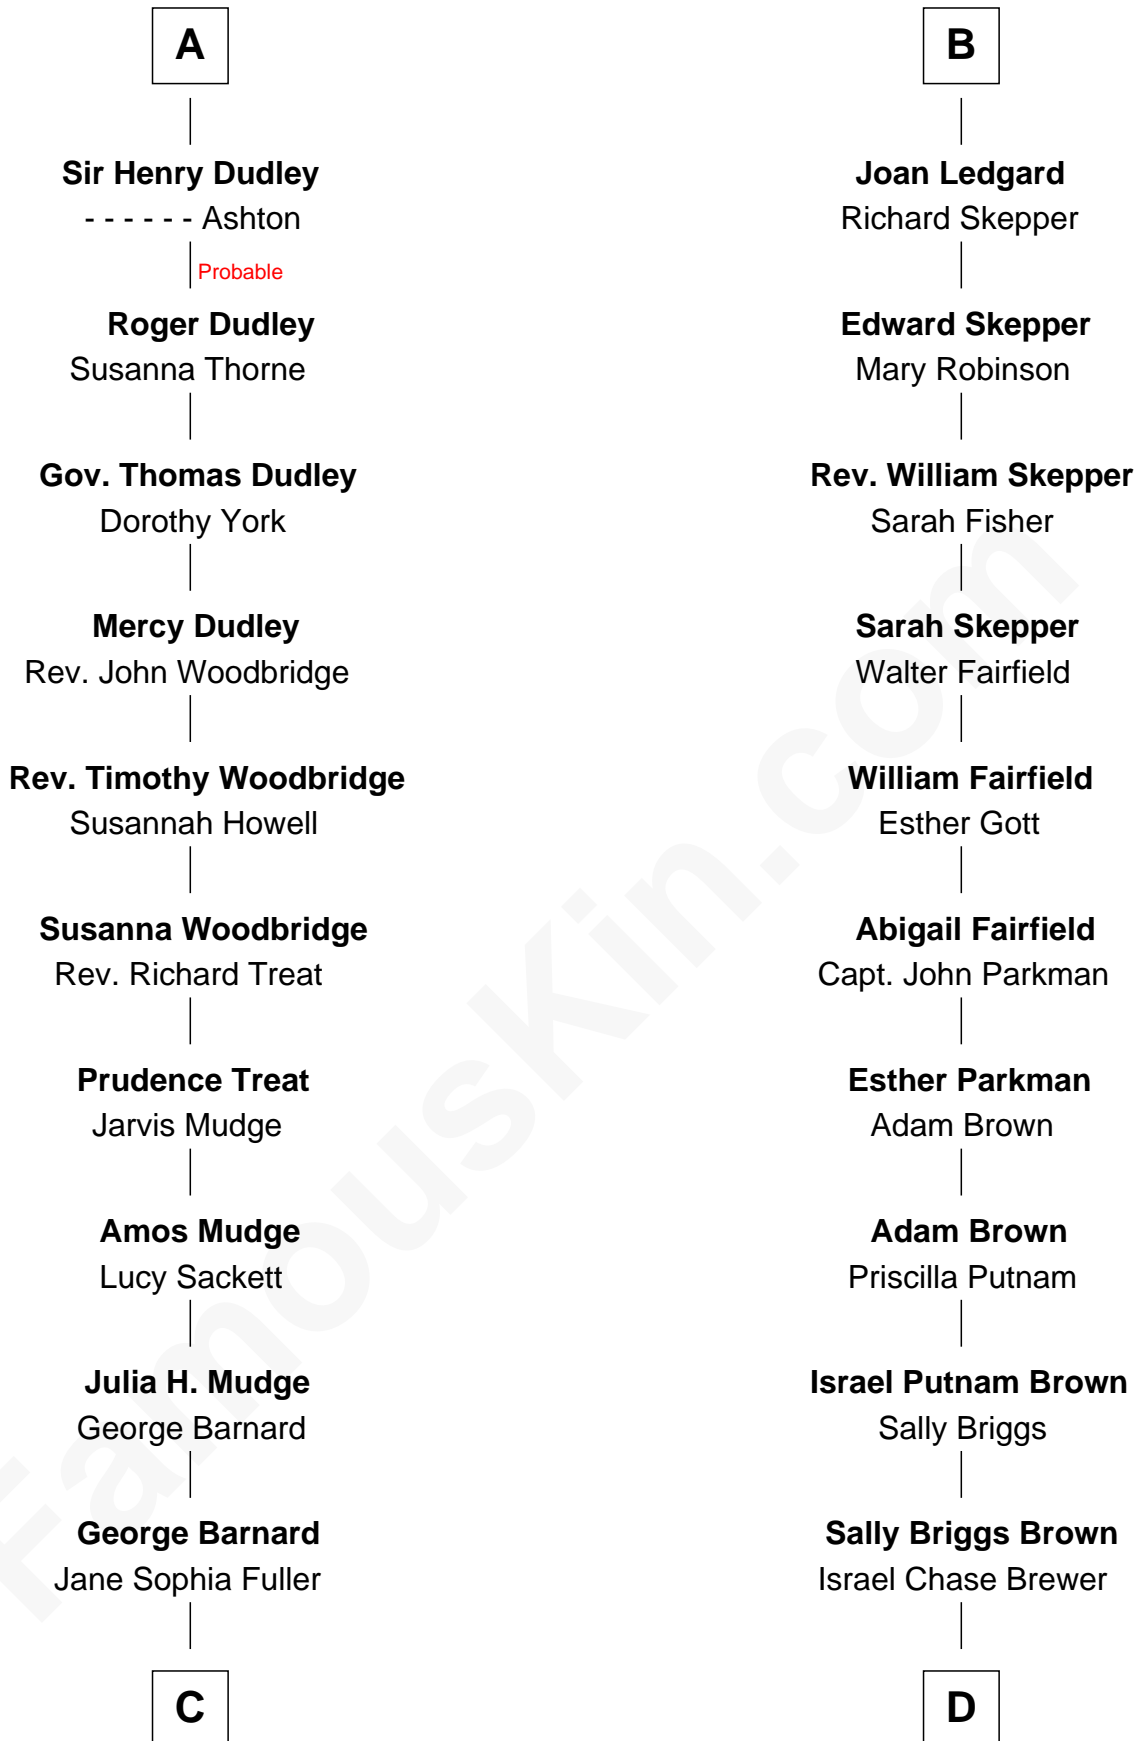 A
Sir Henry Dudley
- - - - - - Ashton
Probable
Roger Dudley
Susanna Thorne
Gov. Thomas Dudley
Dorothy York
Mercy Dudley
Rev. John Woodbridge
Rev. Timothy Woodbridge
Susannah Howell
Susanna Woodbridge
Rev. Richard Treat
Prudence Treat
Jarvis Mudge
Amos Mudge
Lucy Sackett
Julia H. Mudge
George Barnard
George Barnard
Jane Sophia Fuller
C
B
Joan Ledgard
Richard Skepper
Edward Skepper
Mary Robinson
Rev. William Skepper
Sarah Fisher
Sarah Skepper
Walter Fairfield
William Fairfield
Esther Gott
Abigail Fairfield
Capt. John Parkman
Esther Parkman
Adam Brown
Adam Brown
Priscilla Putnam
Israel Putnam Brown
Sally Briggs
Sally Briggs Brown
Israel Chase Brewer
D
FamousKin.com